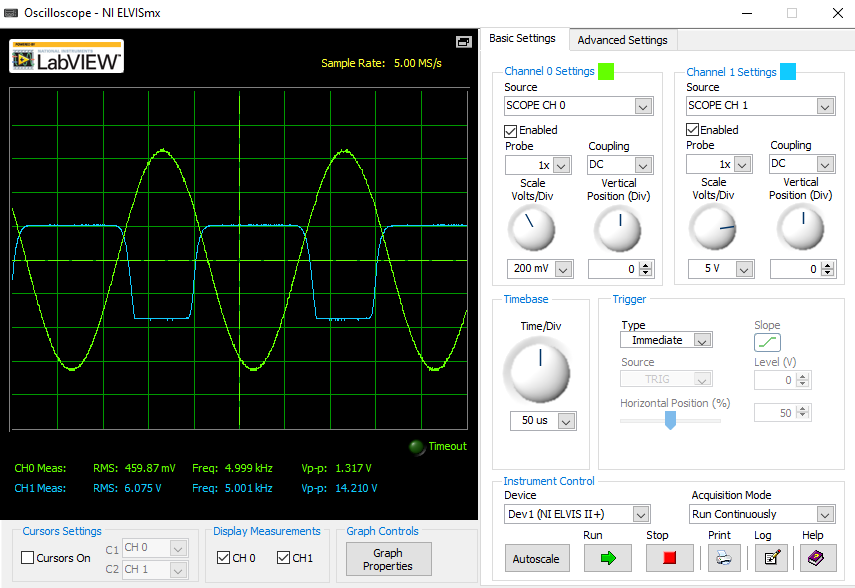 Oscilloscope - NI ELVISmx
POWERED BY
NATIONAL INSTRUMENTS
LabVIEW™
Sample Rate: 5.00 MS/s
Timeout
CH0 Meas: RMS: 459.87 mV Freq: 4.999 kHz Vp-p: 1.317 V
CH1 Meas: RMS: 6.075 V Freq: 5.001 kHz Vp-p: 14.210 V
Cursors Settings
Cursors On
C1 CH 0
C2 CH 1
Display Measurements
CH 0 CH1
Graph Controls
Graph
Properties
Basic Settings Advanced Settings
Channel 0 Settings
Source
SCOPE CH 0
Enabled
Probe Coupling
1x DC
Scale Vertical
Volts/Div Position (Div)
200 mV 0
Channel 1 Settings
Source
SCOPE CH 1
Enabled
Probe Coupling
1x DC
Scale Vertical
Volts/Div Position (Div)
5 V 0
Timebase
Time/Div
50 us
Trigger
Type
Immediate
Source
TRIG
Slope
Level (V)
0
Horizontal Position (%)
50
Instrument Control
Device
Dev1 (NI ELVIS II+)
Acquisition Mode
Run Continuously
Autoscale
Run Stop Print Log Help